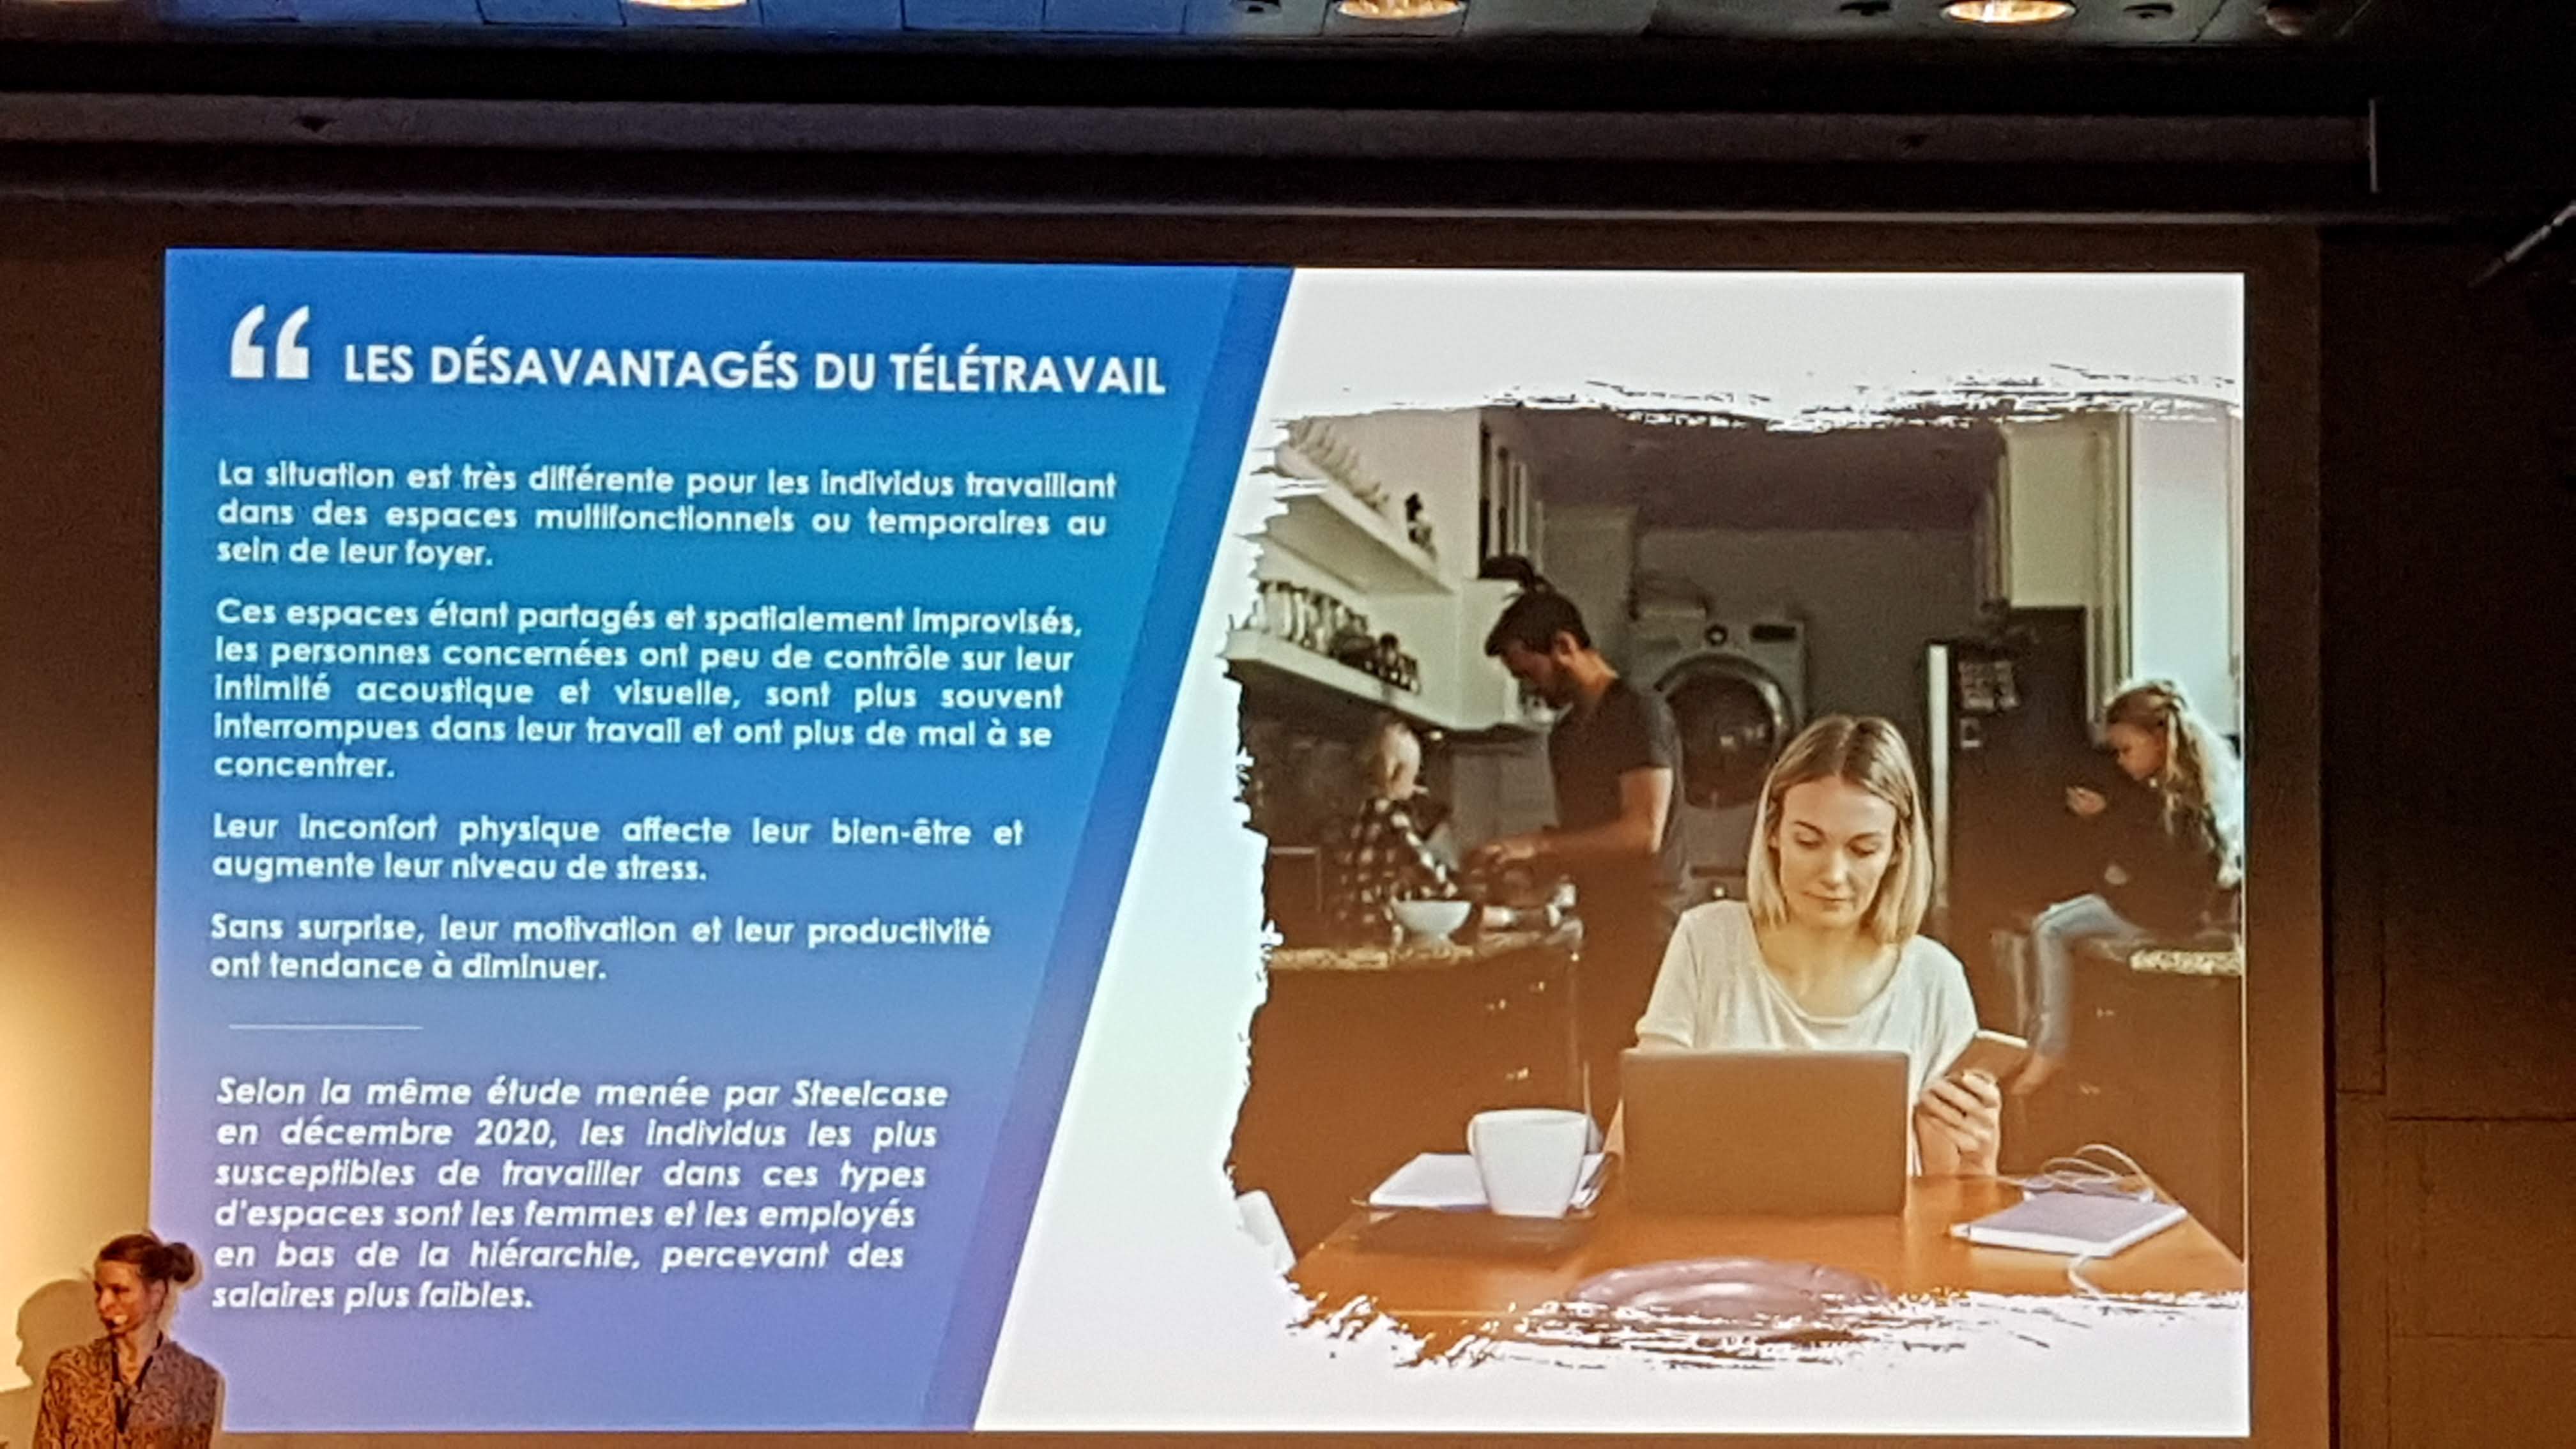 “ LES DÉSAVANTAGÉS DU TÉLÉTRAVAIL
La situation est très différente pour les individus travaillant
dans des espaces multifonctionnels ou temporaires au
sein de leur foyer.
Ces espaces étant partagés et spatialement improvisés,
les personnes concernées ont peu de contrôle sur leur
intimité acoustique et visuelle, sont plus souvent
interrompues dans leur travail et ont plus de mal à se
concentrer.
Leur inconfort physique affecte leur bien-être et
augmente leur niveau de stress.
Sans surprise, leur motivation et leur productivité
ont tendance à diminuer.
Selon la même étude menée par Steelcase
en décembre 2020, les individus les plus
susceptibles de travailler dans ces types
d'espaces sont les femmes et les employés
en bas de la hiérarchie, percevant des
salaires plus faibles.